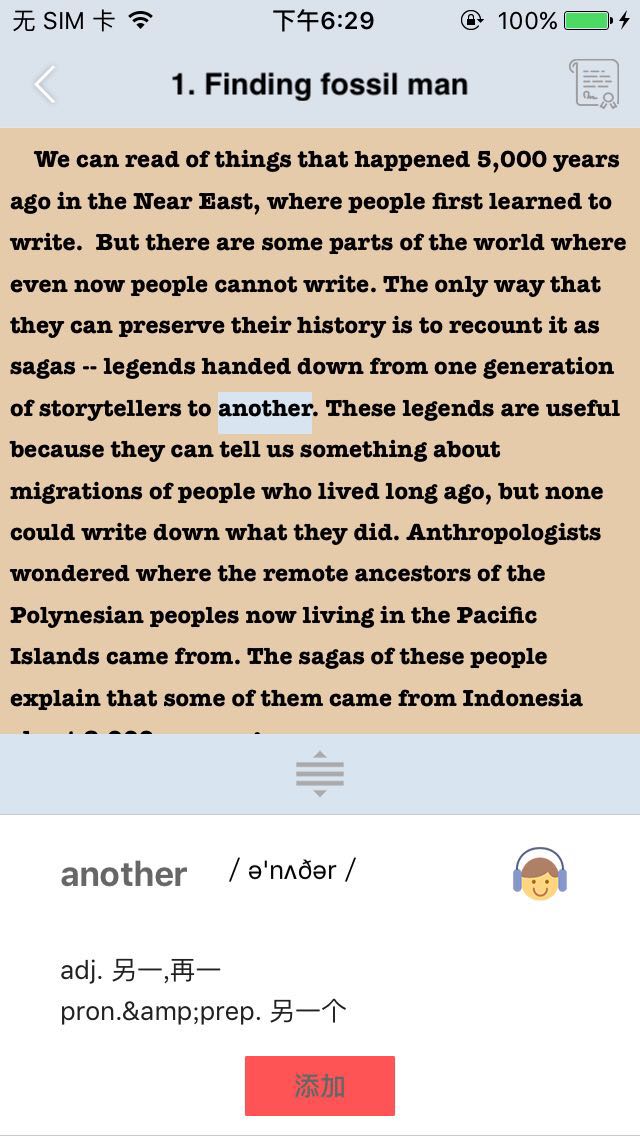 无 SIM 卡 下午6:29 100%
1. Finding fossil man
We can read of things that happened 5,000 years
ago in the Near East, where people first learned to
write. But there are some parts of the world where
even now people cannot write. The only way that
they can preserve their history is to recount it as
sagas -- legends handed down from one generation
of storytellers to another. These legends are useful
because they can tell us something about
migrations of people who lived long ago, but none
could write down what they did. Anthropologists
wondered where the remote ancestors of the
Polynesian peoples now living in the Pacific
Islands came from. The sagas of these people
explain that some of them came from Indonesia
another / ə'nʌðər /
adj. 另一,再一
pron.&amp;prep. 另一个
添加